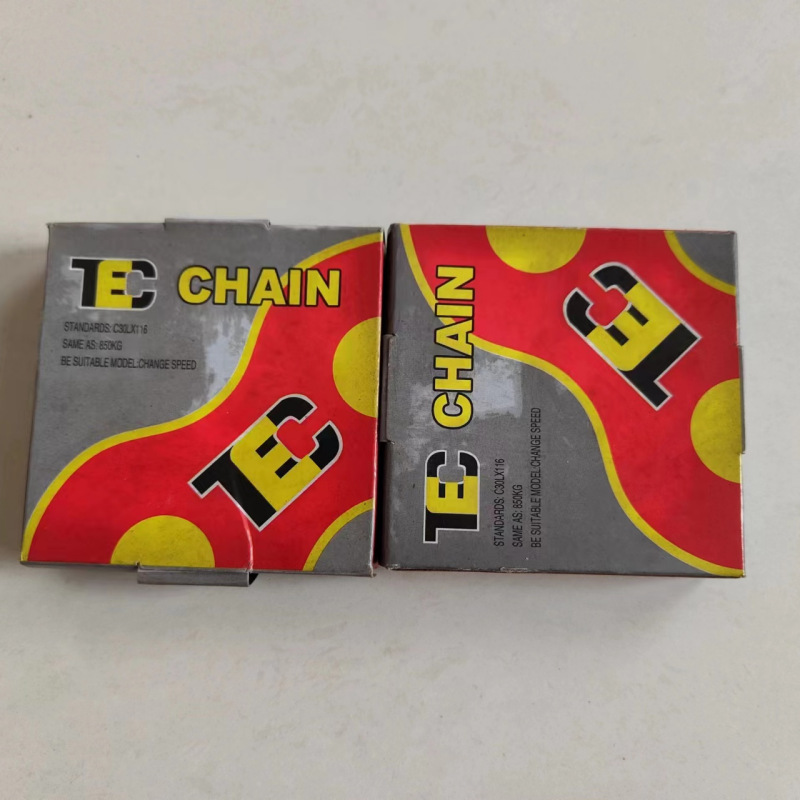 TEC CHAIN
STANDARDS: C30LX116
SAME AS: 850KG
BE SUITABLE MODEL:CHANGE SPEED
TEC
TEC CHAIN
STANDARDS: C30LX116
SAME AS: 850KG
BE SUITABLE MODEL:CHANGE SPEED
TEC